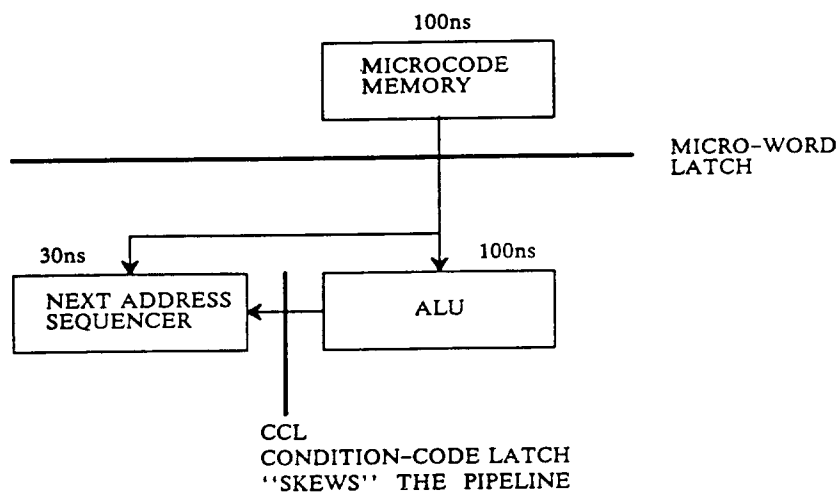 100ns
MICROCODE
MEMORY
MICRO-WORD
LATCH
30ns
100ns
NEXT ADDRESS
SEQUENCER
ALU
CCL
CONDITION-CODE LATCH
''SKEWS'' THE PIPELINE